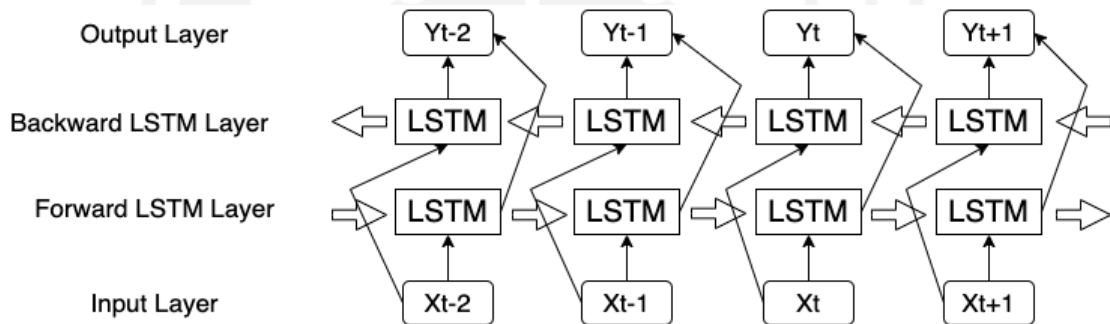 Output Layer Yt-2 Yt-1 Yt Yt+1
Backward LSTM Layer LSTM LSTM LSTM LSTM
Forward LSTM Layer LSTM LSTM LSTM LSTM
Input Layer Xt-2 Xt-1 Xt Xt+1